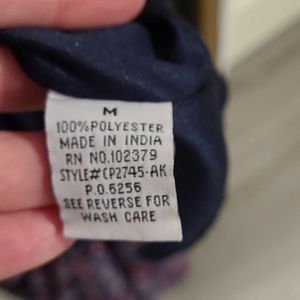 M
100%POLYESTER
MADE IN INDIA
RN NO.102379
STYLE#CP2745-AK
P.O.6256
SEE REVERSE FOR
WASH CARE